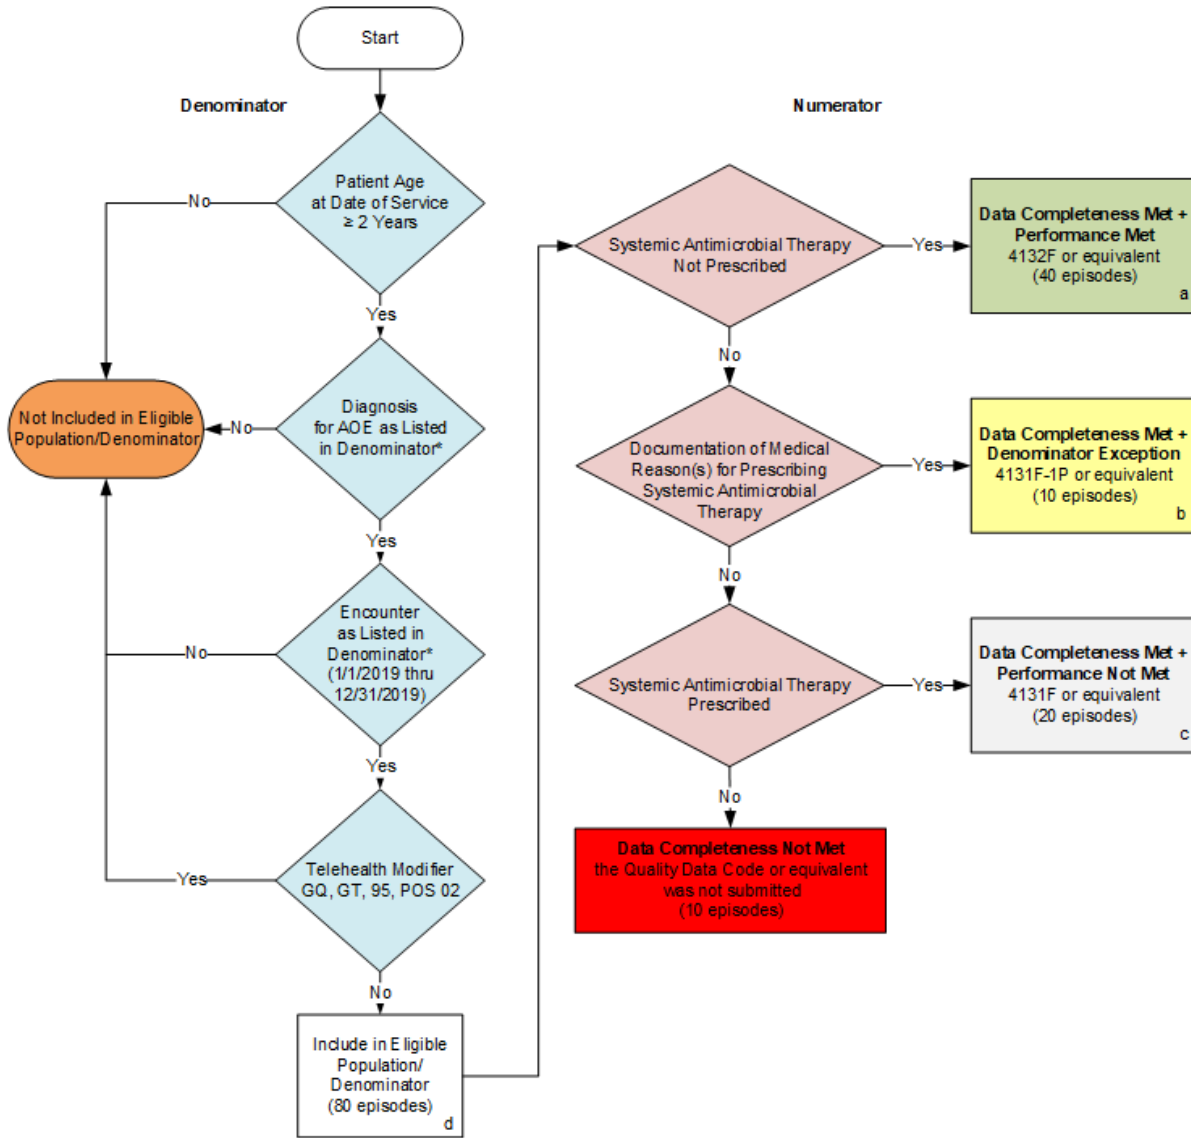 Start
Denominator
Patient Age
at Date of Service
≥ 2 Years
No
Yes
Diagnosis
for AOE as Listed
in Denominator*
No
Not Included in Eligible
Population/Denominator
Yes
Encounter
as Listed in
Denominator*
(1/1/2019 thru
12/31/2019)
No
Yes
Telehealth Modifier
GQ, GT, 95, POS 02
Yes
No
Include in Eligible
Population/
Denominator
(80 episodes)
d
Numerator
Systemic Antimicrobial Therapy
Not Prescribed
Yes
Data Completeness Met +
Performance Met
4132F or equivalent
(40 episodes)
a
No
Documentation of Medical
Reason(s) for Prescribing
Systemic Antimicrobial
Therapy
Yes
Data Completeness Met +
Denominator Exception
4131F-1P or equivalent
(10 episodes)
b
No
Systemic Antimicrobial Therapy
Prescribed
Yes
Data Completeness Met +
Performance Not Met
4131F or equivalent
(20 episodes)
c
No
Data Completeness Not Met
the Quality Data Code or equivalent
was not submitted
(10 episodes)